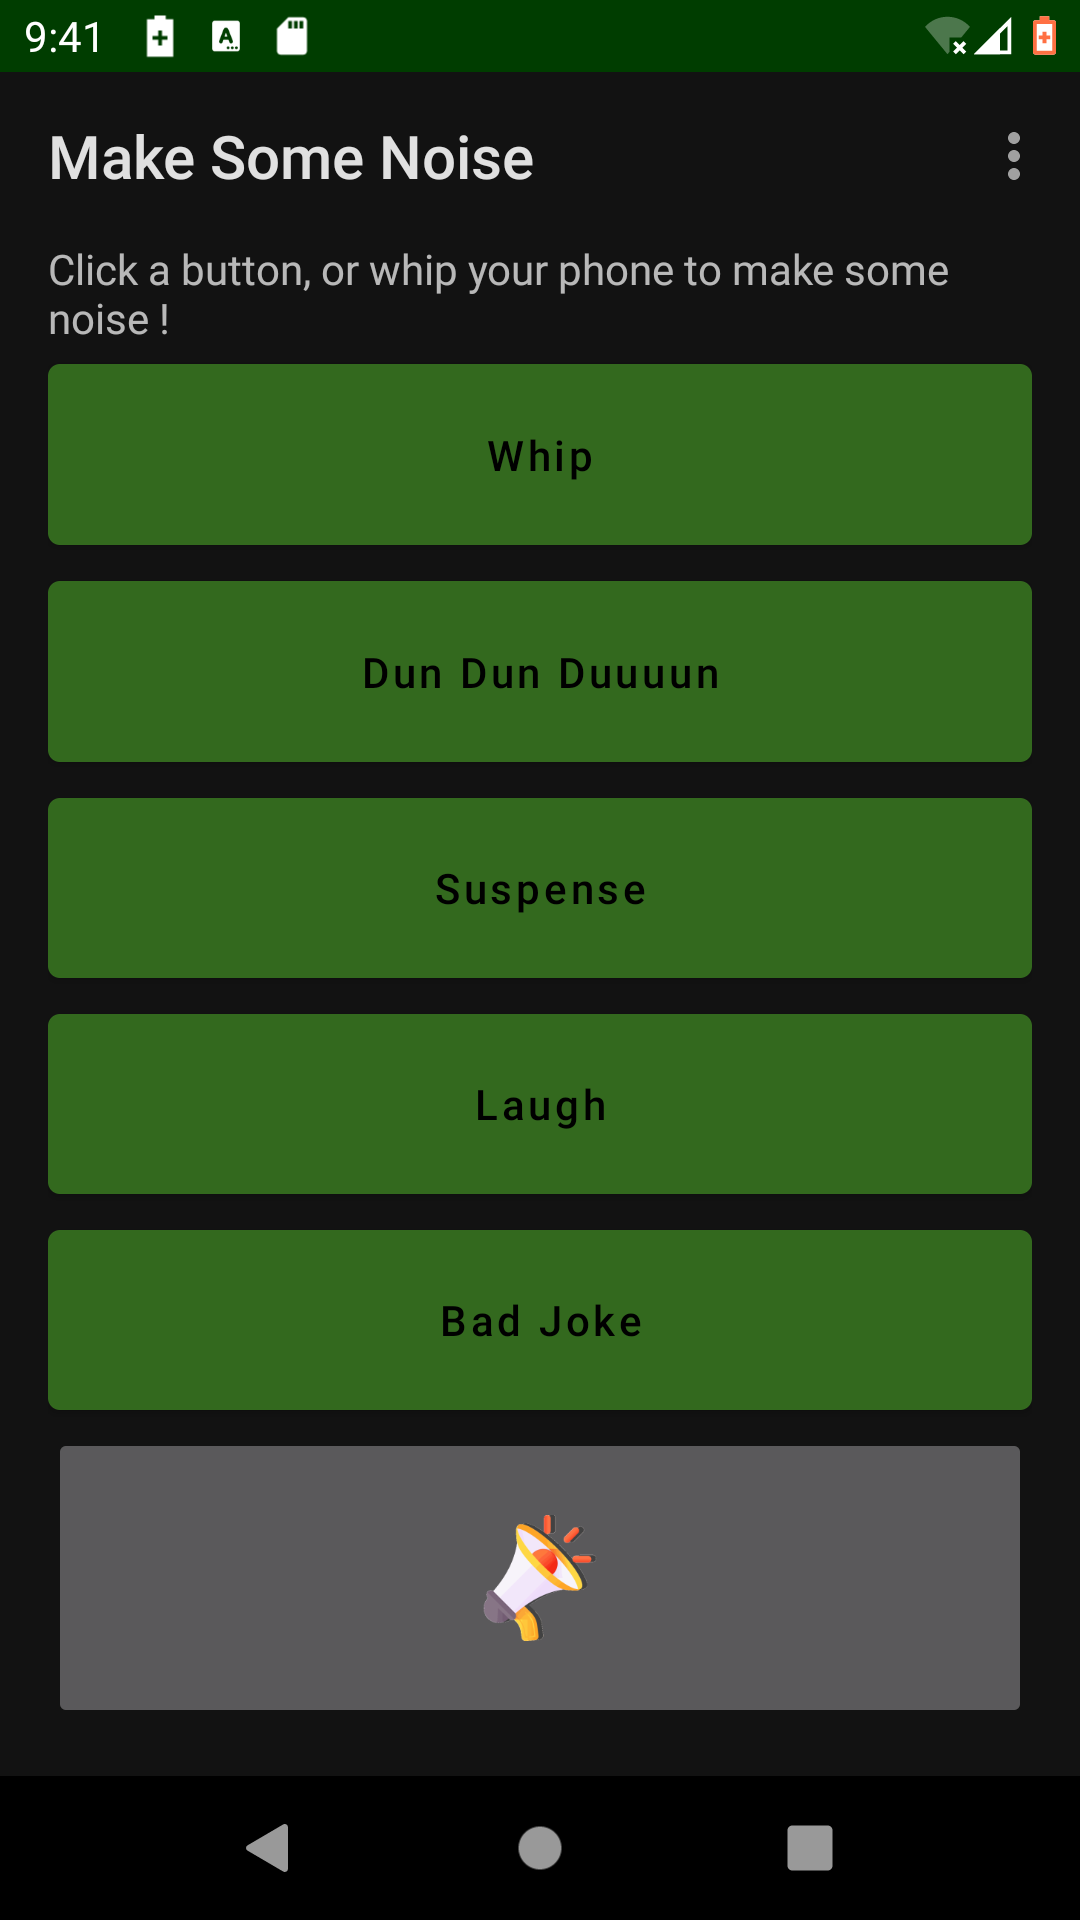 9:41
Make Some Noise
Click a button, or whip your phone to make some
noise !
Whip
Dun Dun Duuuun
Suspense
Laugh
Bad Joke